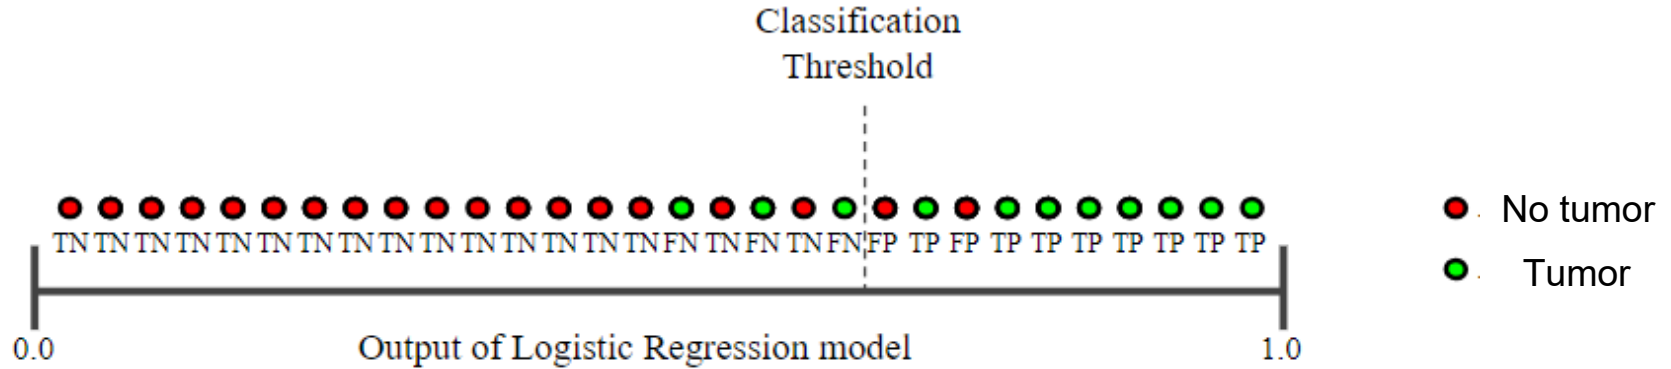 Classification
Threshold
No tumor
TN TN TN TN TN TN TN TN TN TN TN TN TN TN TN FN TN FN TN FN FP TP FP TP TP TP TP TP TP TP
Tumor
0.0 Output of Logistic Regression model 1.0